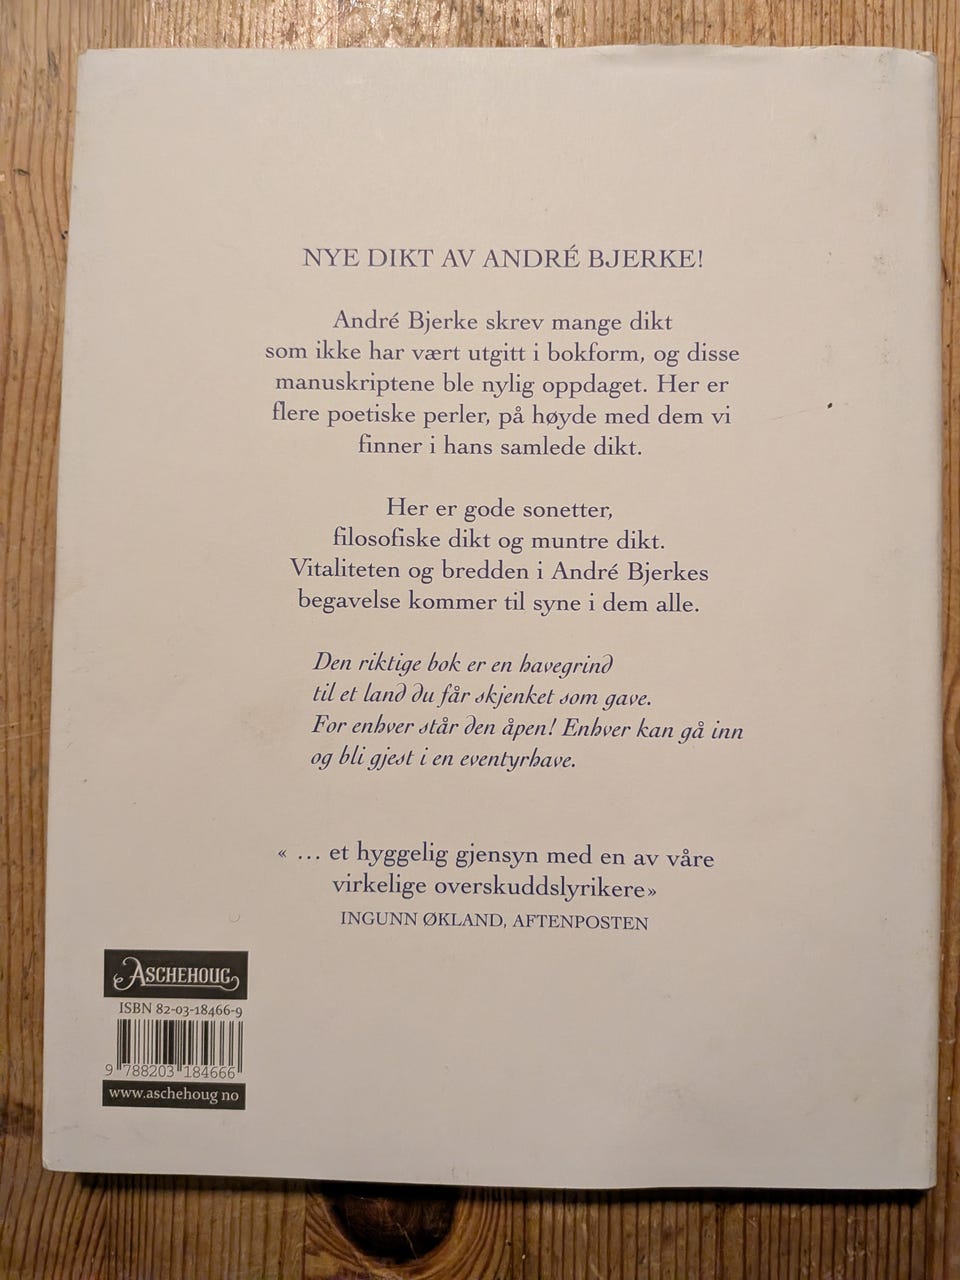 NYE DIKT AV ANDRÉ BJERKE!
André Bjerke skrev mange dikt
som ikke har vært utgitt i bokform, og disse
manuskriptene ble nylig oppdaget. Her er
flere poetiske perler, på høyde med dem vi
finner i hans samlede dikt.
Her er gode sonetter,
filosofiske dikt og muntre dikt.
Vitaliteten og bredden i André Bjerkes
begavelse kommer til syne i dem alle.
Den riktige bok er en havegrind
til et land du får skjenket som gave.
For enhver står den åpen! Enhver kan gå inn
og bli gjest i en eventyrhave.
« ... et hyggelig gjensyn med en av våre
virkelige overskuddslyrikere»
INGUNN ØKLAND, AFTENPOSTEN
ASCHEHOUG
ISBN 82-03-18466-9
9 788203 184666
www.aschehoug no